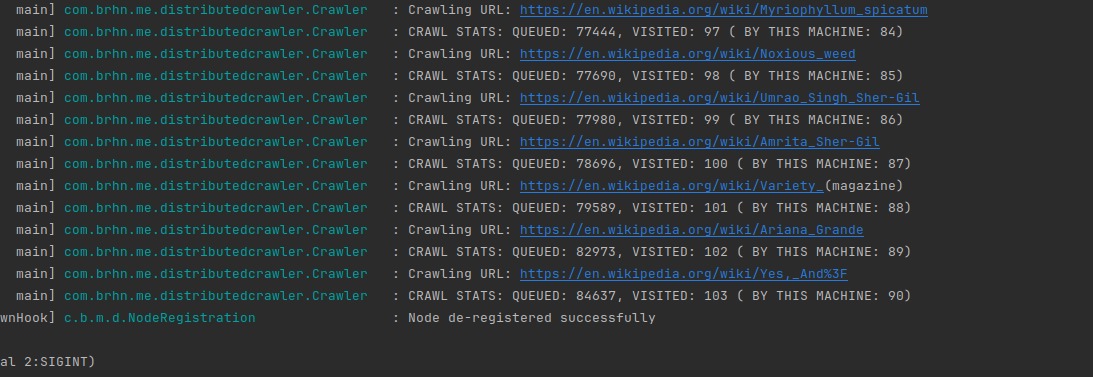 main] com.brhn.me.distributedcrawler.Crawler : Crawling URL: https://en.wikipedia.org/wiki/Myriophyllum_spicatum
main] com.brhn.me.distributedcrawler.Crawler : CRAWL STATS: QUEUED: 77444, VISITED: 97 ( BY THIS MACHINE: 84)
main] com.brhn.me.distributedcrawler.Crawler : Crawling URL: https://en.wikipedia.org/wiki/Noxious_weed
main] com.brhn.me.distributedcrawler.Crawler : CRAWL STATS: QUEUED: 77690, VISITED: 98 ( BY THIS MACHINE: 85)
main] com.brhn.me.distributedcrawler.Crawler : Crawling URL: https://en.wikipedia.org/wiki/Umrao_Singh_Sher-Gil
main] com.brhn.me.distributedcrawler.Crawler : CRAWL STATS: QUEUED: 77980, VISITED: 99 ( BY THIS MACHINE: 86)
main] com.brhn.me.distributedcrawler.Crawler : Crawling URL: https://en.wikipedia.org/wiki/Amrita_Sher-Gil
main] com.brhn.me.distributedcrawler.Crawler : CRAWL STATS: QUEUED: 78696, VISITED: 100 ( BY THIS MACHINE: 87)
main] com.brhn.me.distributedcrawler.Crawler : Crawling URL: https://en.wikipedia.org/wiki/Variety_(magazine)
main] com.brhn.me.distributedcrawler.Crawler : CRAWL STATS: QUEUED: 79589, VISITED: 101 ( BY THIS MACHINE: 88)
main] com.brhn.me.distributedcrawler.Crawler : Crawling URL: https://en.wikipedia.org/wiki/Ariana_Grande
main] com.brhn.me.distributedcrawler.Crawler : CRAWL STATS: QUEUED: 82973, VISITED: 102 ( BY THIS MACHINE: 89)
main] com.brhn.me.distributedcrawler.Crawler : Crawling URL: https://en.wikipedia.org/wiki/Yes,_And%3F
main] com.brhn.me.distributedcrawler.Crawler : CRAWL STATS: QUEUED: 84637, VISITED: 103 ( BY THIS MACHINE: 90)
wnHook] c.b.m.d.NodeRegistration : Node de-registered successfully
al 2:SIGINT)